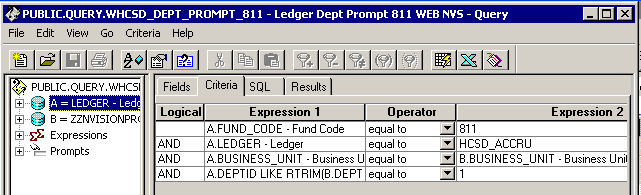 PUBLIC.QUERY.WHCSD_DEPT_PROMPT_811 - Ledger Dept Prompt 811 WEB NVS - Query
File Edit View Go Criteria Help
PUBLIC.QUERY.WHCSD
A = LEDGER - Ledg
B = ZZNVISIONPRO
Expressions
Prompts
Fields Criteria SQL Results
Logical Expression 1 Operator Expression 2
A.FUND_CODE - Fund Code equal to 811
AND A.LEDGER - Ledger equal to HCSD_ACCRU
AND A.BUSINESS_UNIT - Business U equal to B.BUSINESS_UNIT - Business Unit
AND A.DEPTID LIKE RTRIM(B.DEPT equal to 1